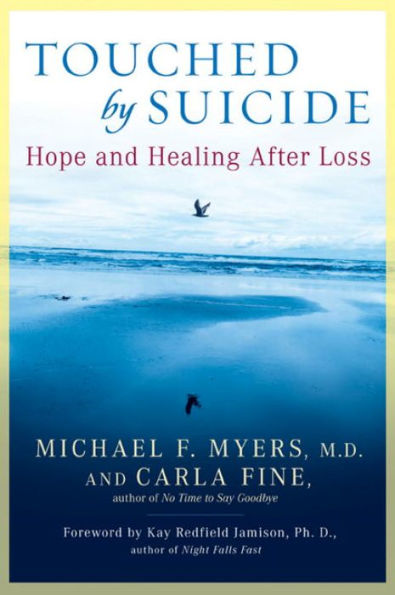 TOUCHED
by SUICIDE
Hope and Healing After Loss
MICHAEL F. MYERS, M.D.
AND CARLA FINE,
author of No Time to Say Goodbye
Foreword by Kay Redfield Jamison, Ph. D.,
author of Night Falls Fast